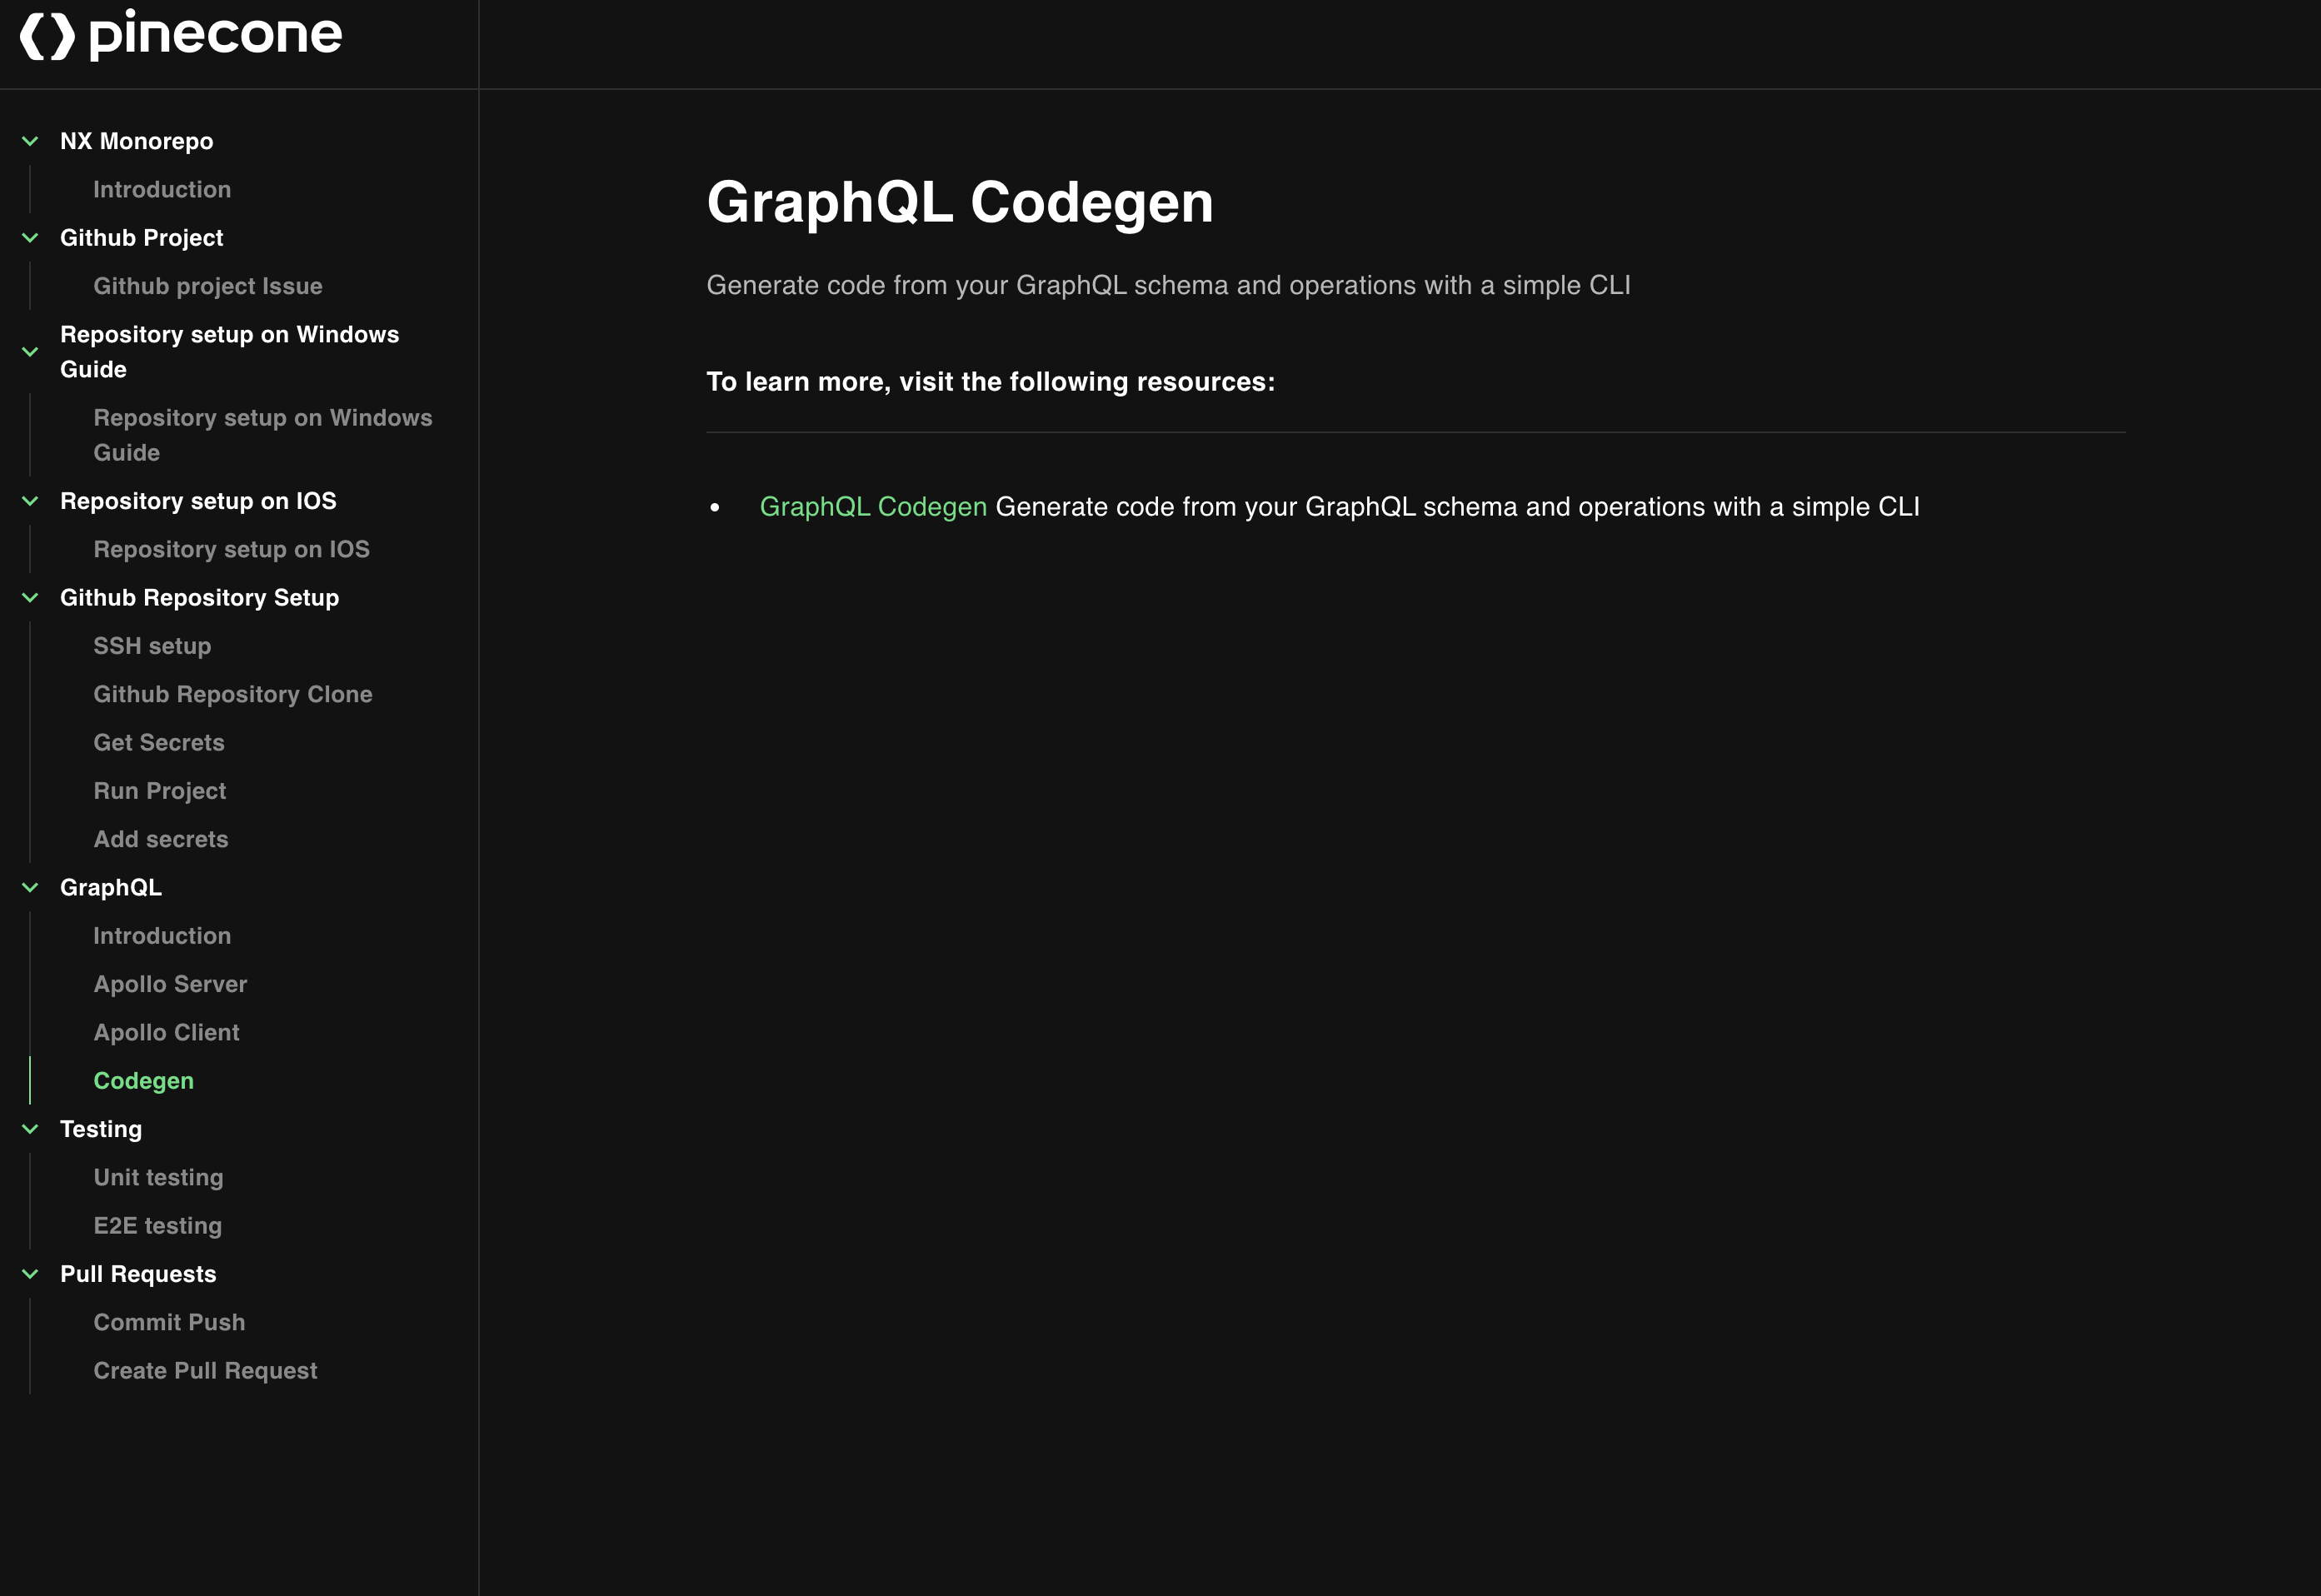 pinecone
NX Monorepo
Introduction
Github Project
Github project Issue
Repository setup on Windows
Guide
Repository setup on Windows
Guide
Repository setup on IOS
Repository setup on IOS
Github Repository Setup
SSH setup
Github Repository Clone
Get Secrets
Run Project
Add secrets
GraphQL
Introduction
Apollo Server
Apollo Client
Codegen
Testing
Unit testing
E2E testing
Pull Requests
Commit Push
Create Pull Request
GraphQL Codegen
Generate code from your GraphQL schema and operations with a simple CLI
To learn more, visit the following resources:
• GraphQL Codegen Generate code from your GraphQL schema and operations with a simple CLI